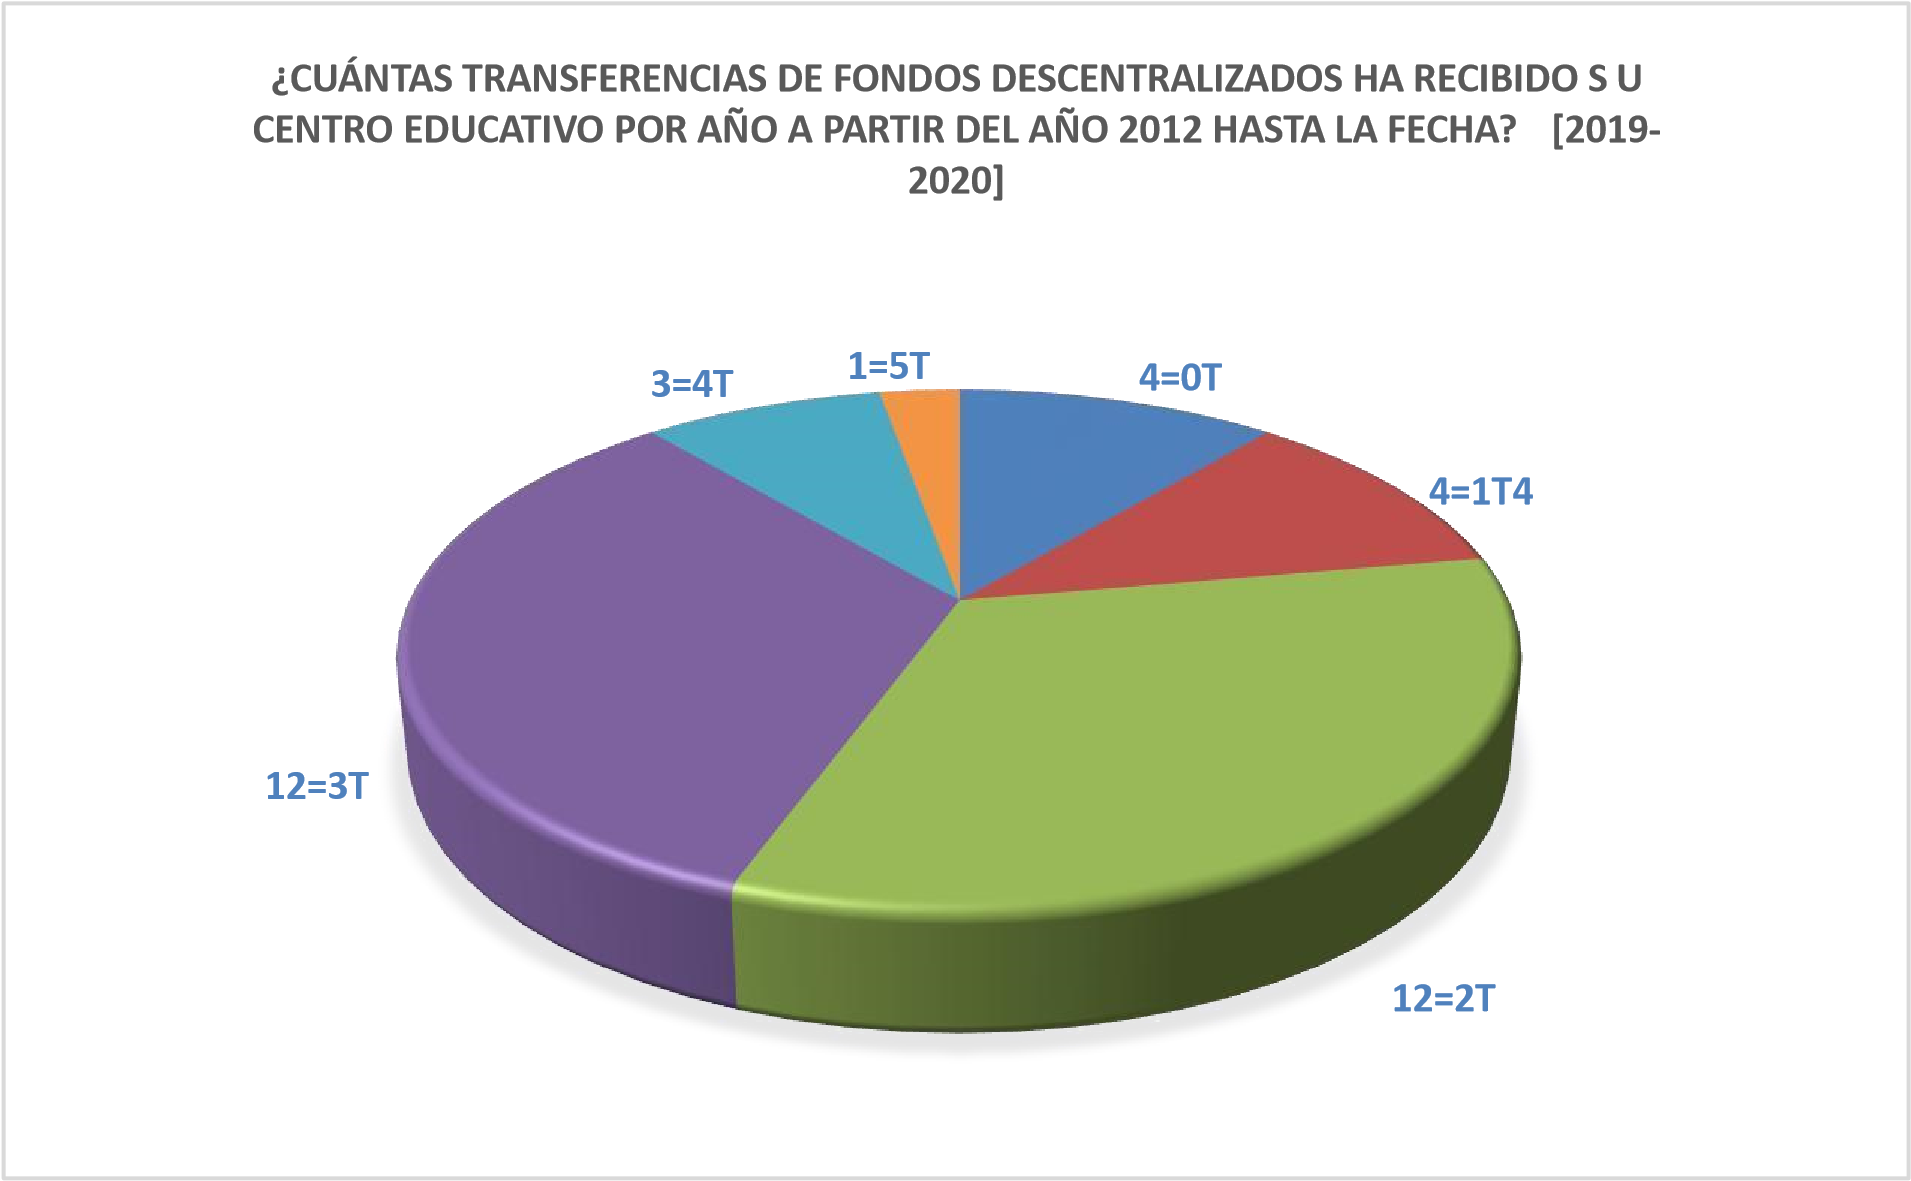 ¿CUÁNTAS TRANSFERENCIAS DE FONDOS DESCENTRALIZADOS HA RECIBIDO S U
CENTRO EDUCATIVO POR AÑO A PARTIR DEL AÑO 2012 HASTA LA FECHA? [2019-
2020]
1=5T
4=0T
3=4T
4=1T4
12=3T
12=2T